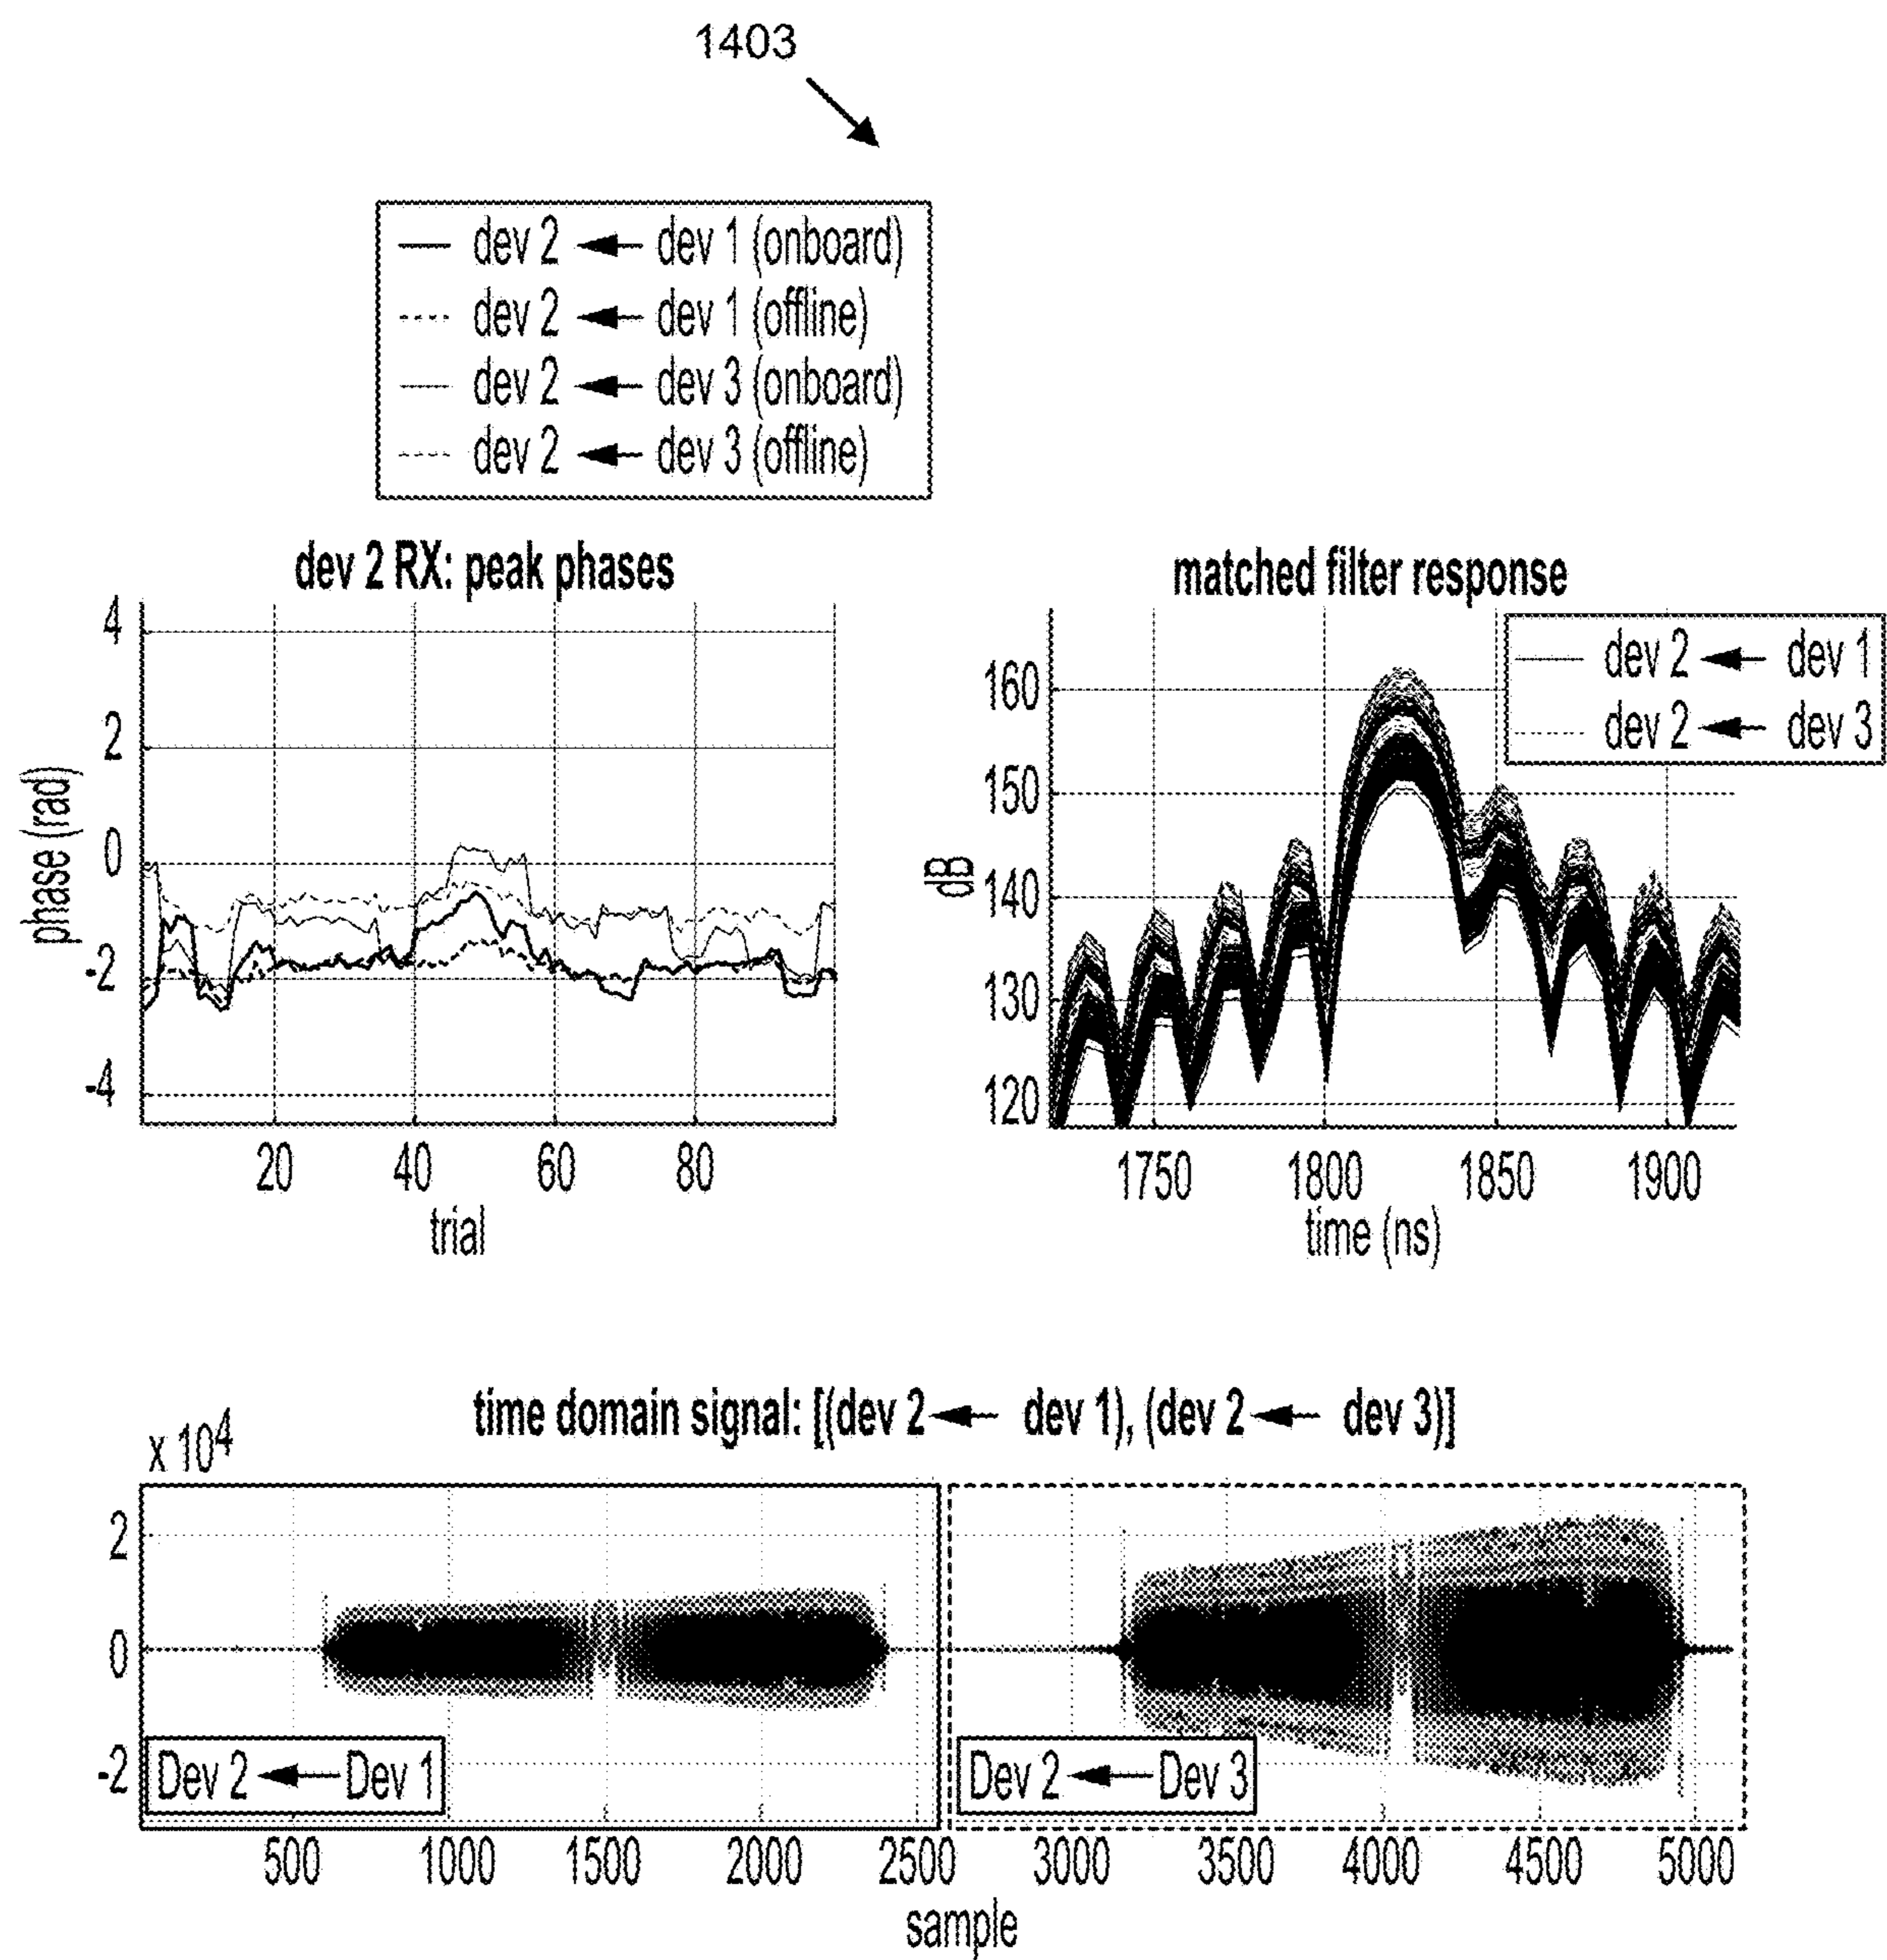 1403
dev 2 ← dev 1 (onboard)
dev 2 ← dev 1 (offline)
dev 2 ← dev 3 (onboard)
dev 2 ← dev 3 (offline)
dev 2 RX: peak phases
4
2
0
-2
-4
phase (rad)
20 40 60 80
trial
matched filter response
dev 2 ← dev 1
dev 2 ← dev 3
160
150
140
130
120
dB
1750 1800 1850 1900
time (ns)
time domain signal: [(dev 2 ← dev 1), (dev 2 ← dev 3)]
x 10⁴
2
0
-2
Dev 2 ← Dev 1
Dev 2 ← Dev 3
500 1000 1500 2000 2500 3000 3500 4000 4500 5000
sample